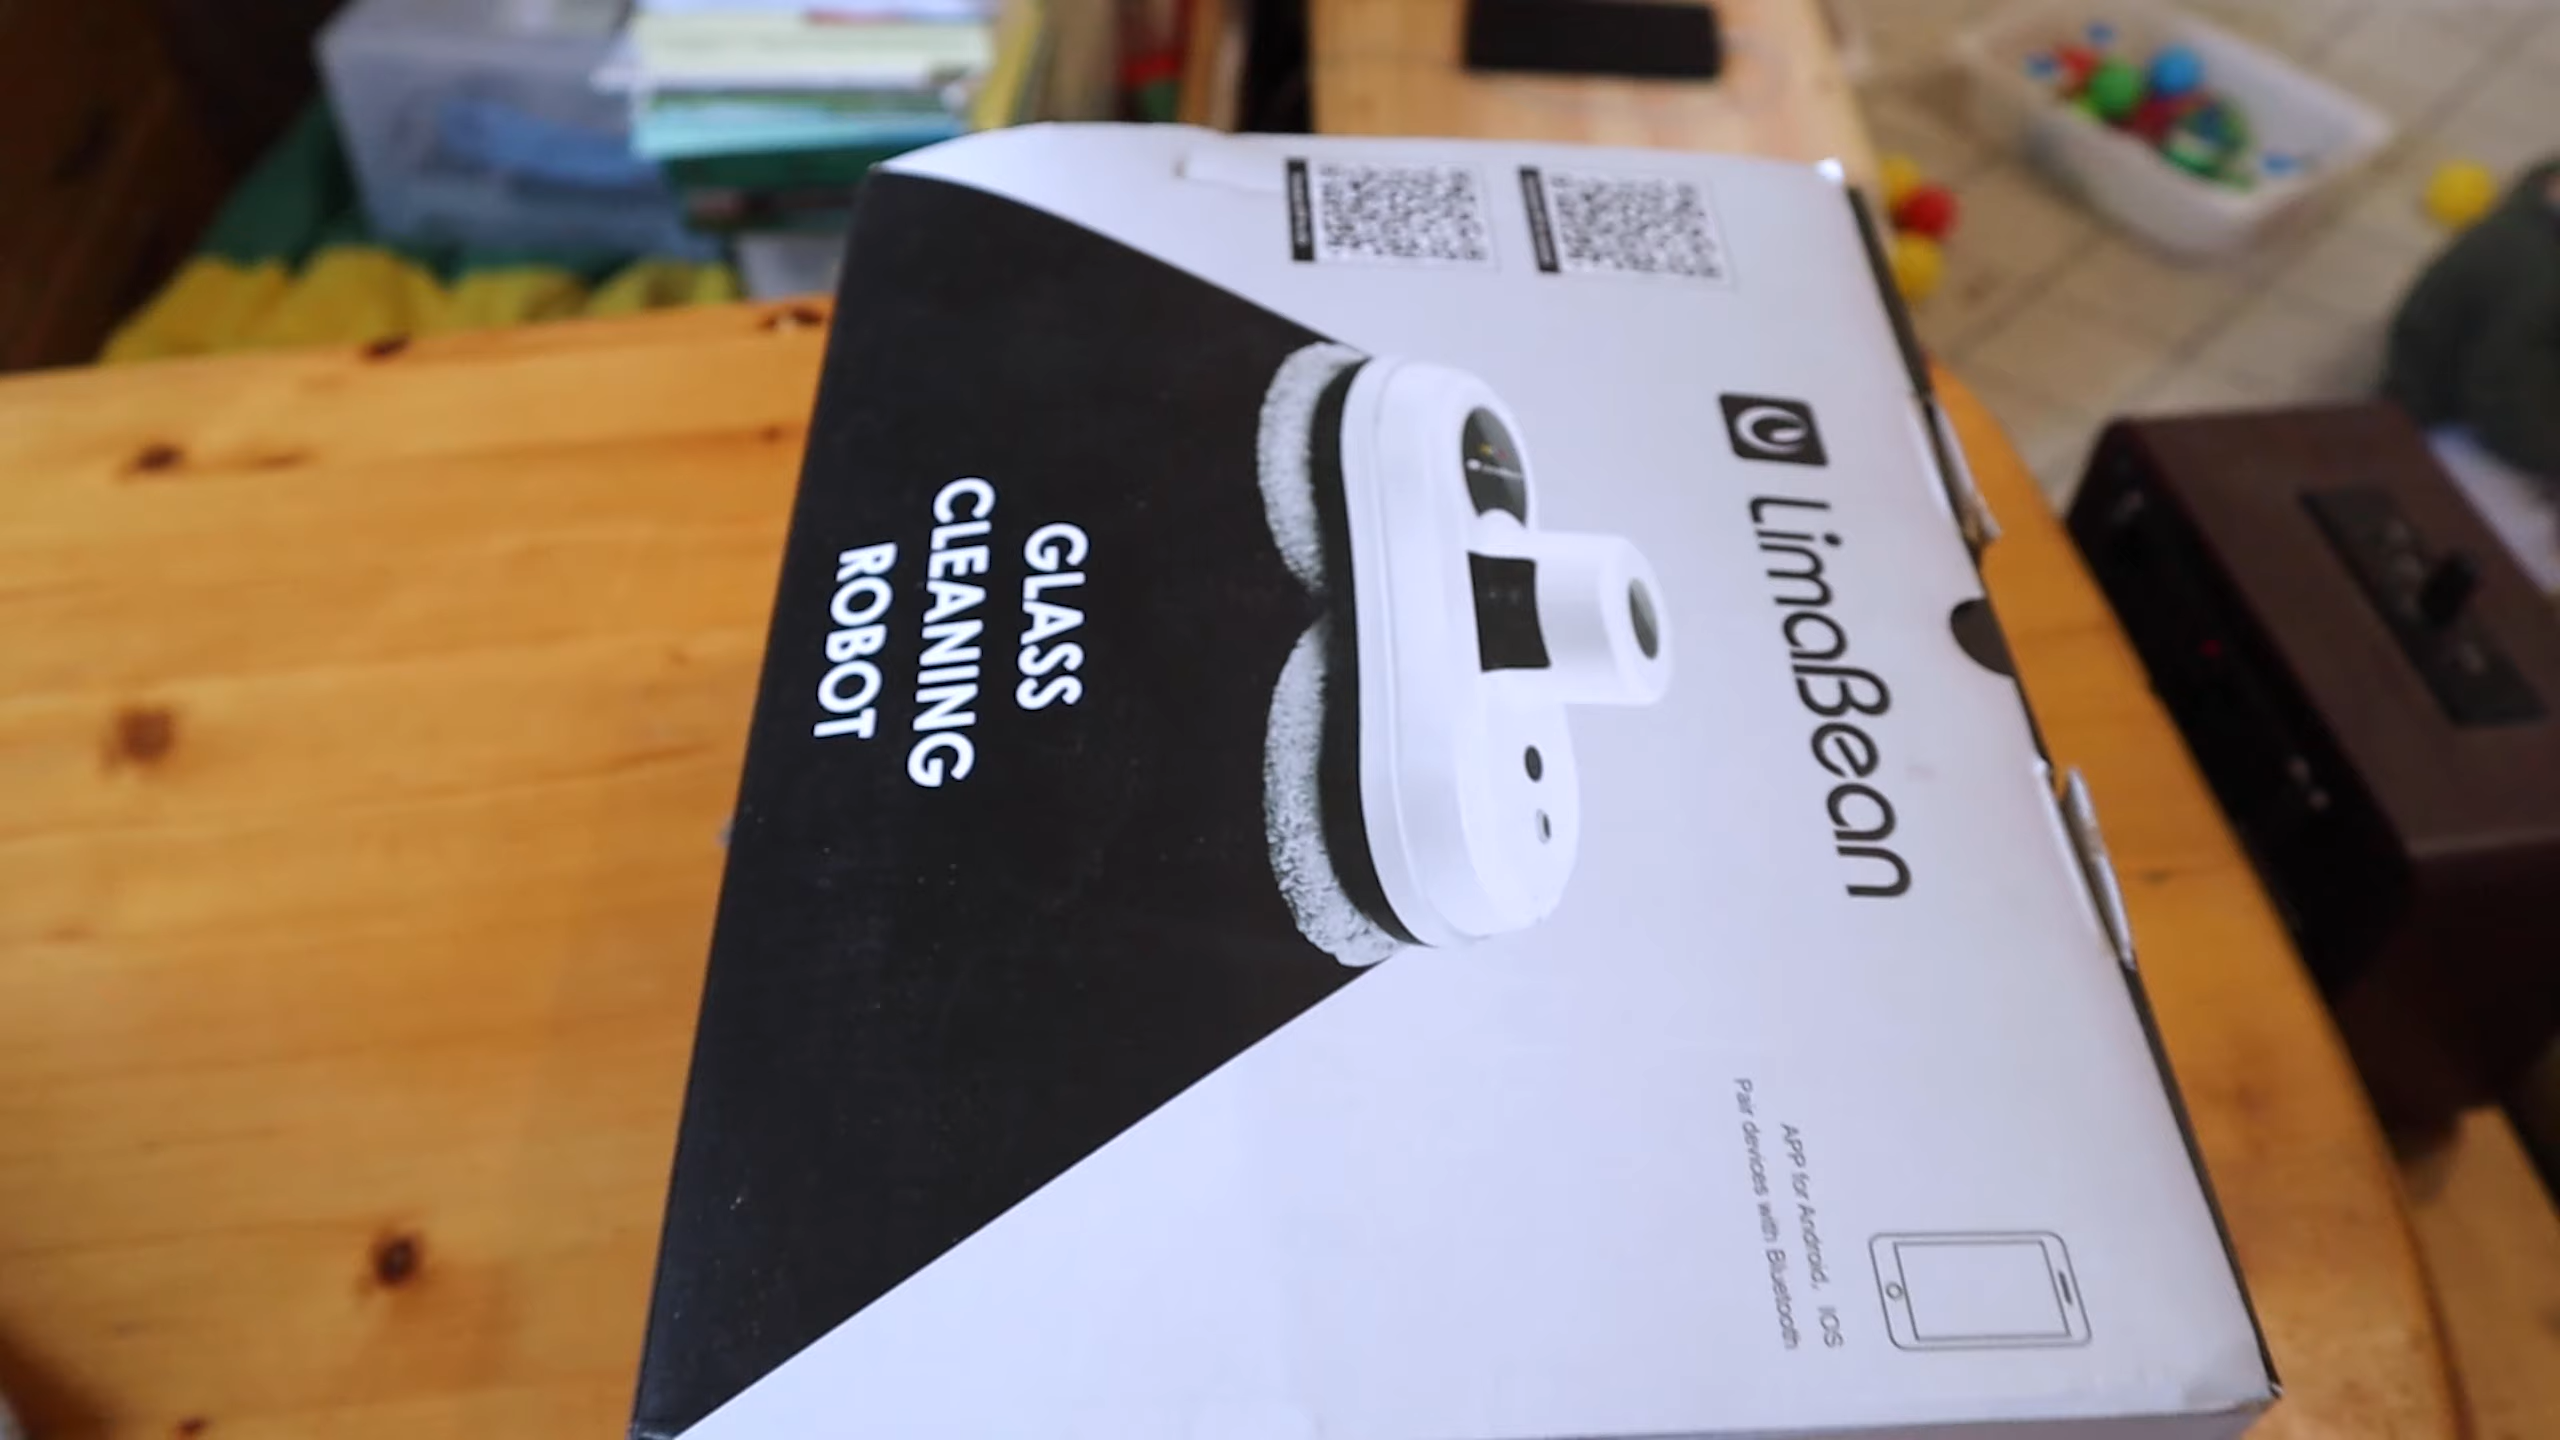 LimaBean
APP for Android, IOS
Pair devices with Bluetooth
GLASS
CLEANING
ROBOT